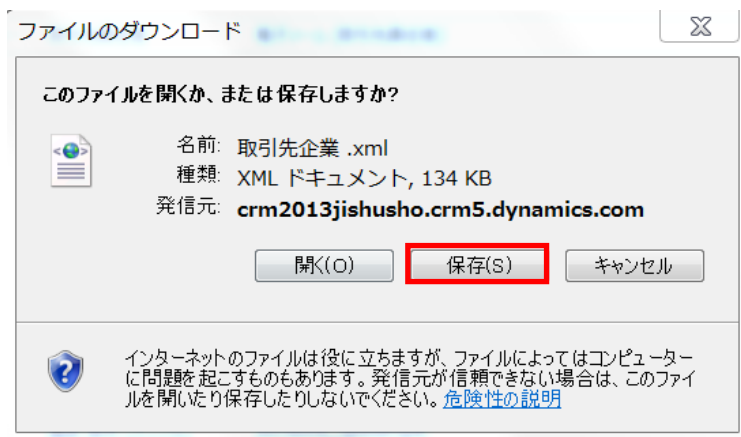 ファイルのダウンロード
このファイルを開くか、または保存しますか?
名前: 取引先企業 .xml
種類: XML ドキュメント, 134 KB
発信元: crm2013jishusho.crm5.dynamics.com
開く(O) 保存(S) キャンセル
インターネットのファイルは役に立ちますが、ファイルによってはコンピューター
に問題を起こすものもあります。発信元が信頼できない場合は、このファイ
ルを開いたり保存したりしないでください。危険性の説明